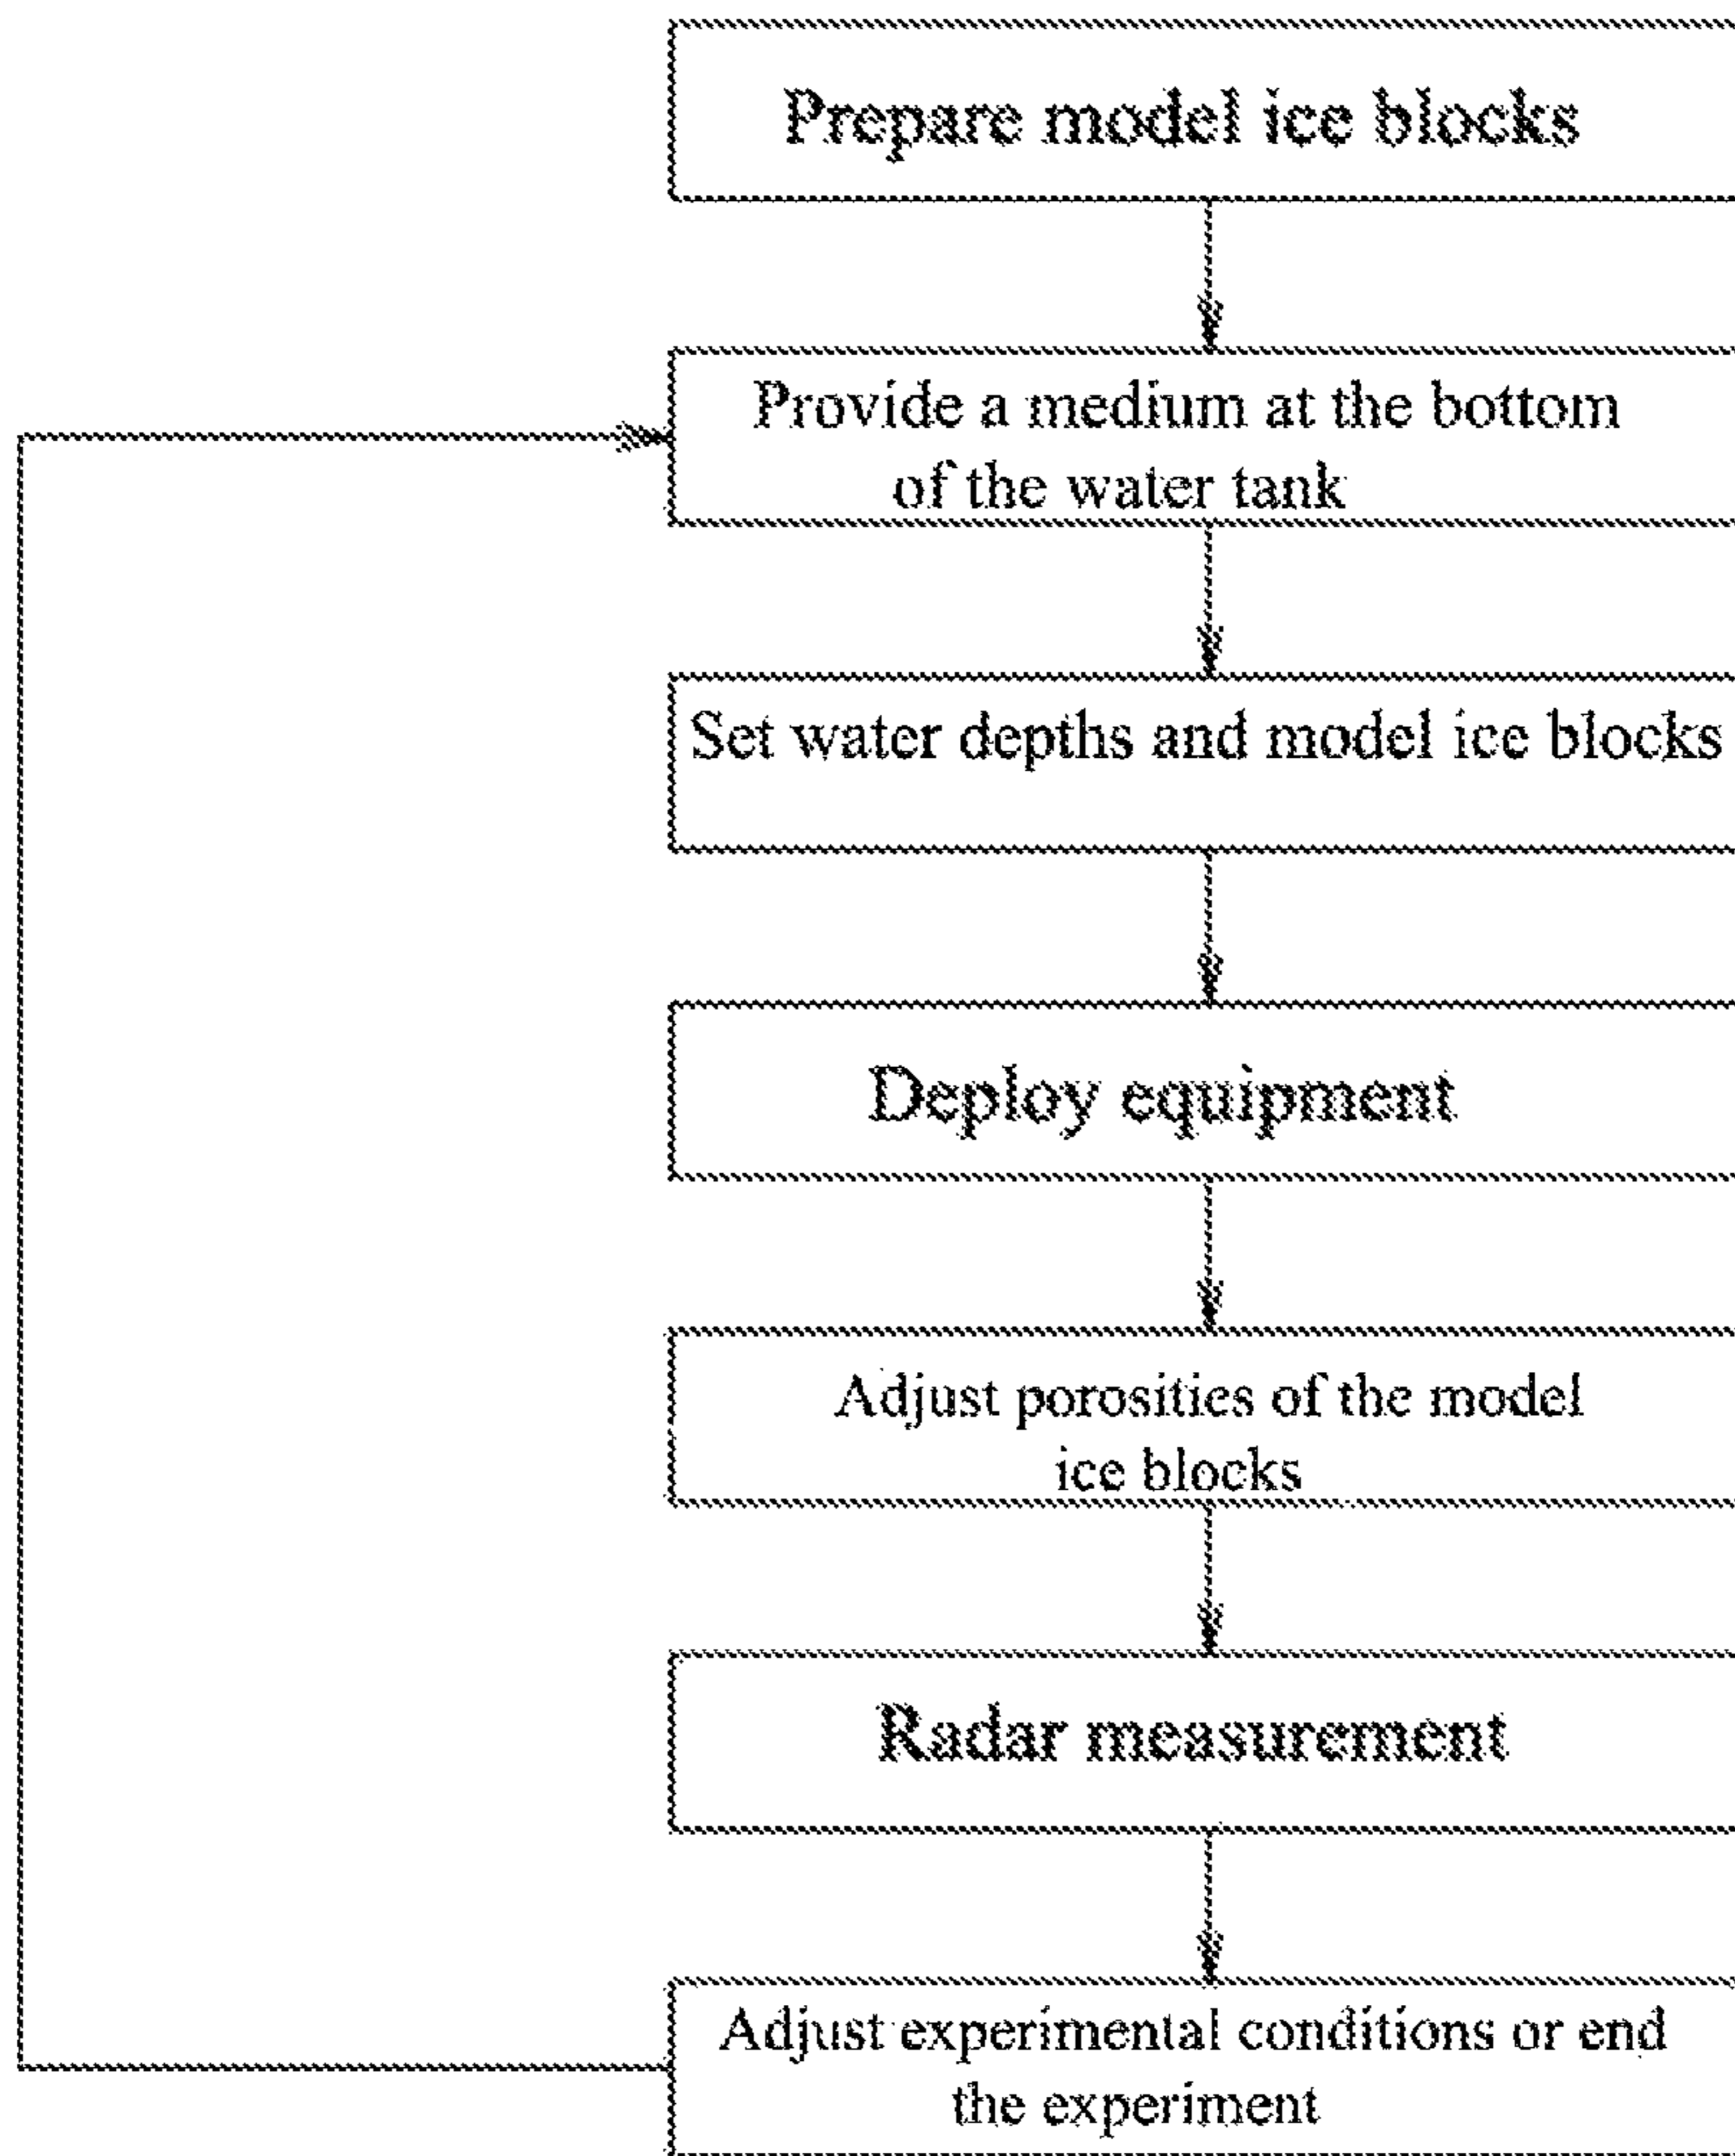 Prepare model ice blocks
Provide a medium at the bottom
of the water tank
Set water depths and model ice blocks
Deploy equipment
Adjust porosities of the model
ice blocks
Radar measurement
Adjust experimental conditions or end
the experiment